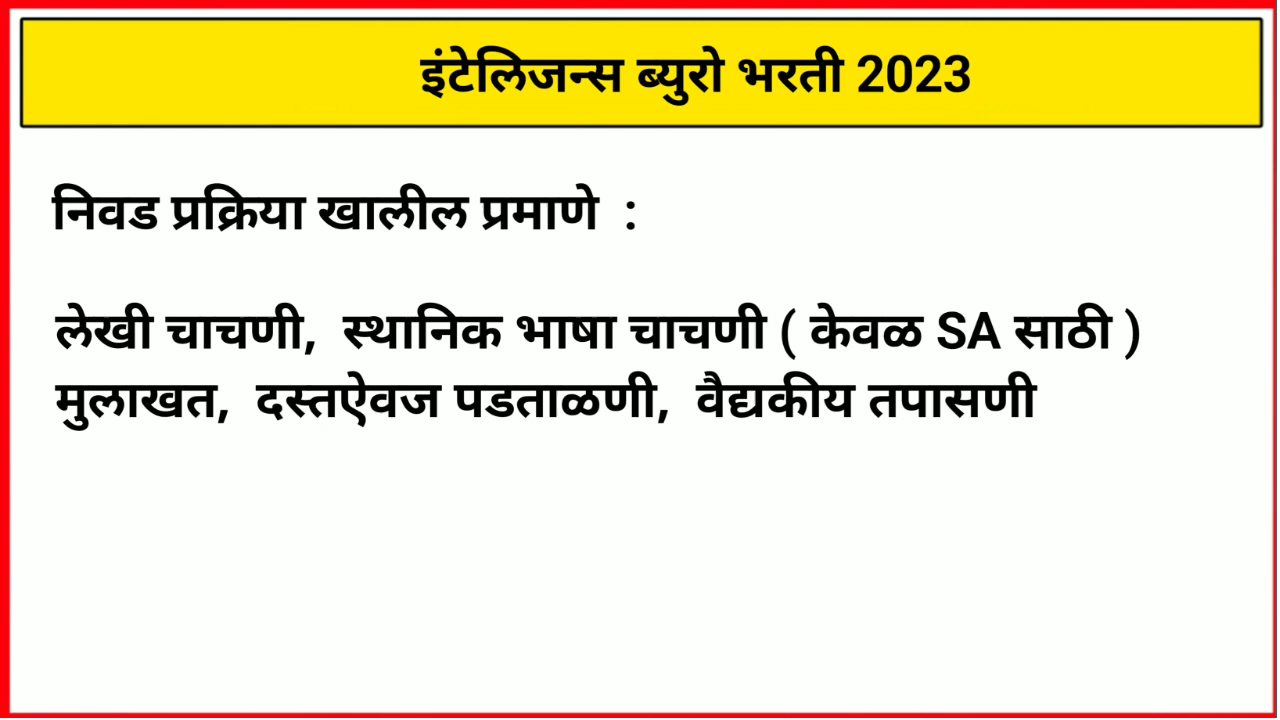 इंटेलिजन्स ब्युरो भरती 2023
निवड प्रक्रिया खालील प्रमाणे :
लेखी चाचणी, स्थानिक भाषा चाचणी ( केवळ SA साठी )
मुलाखत, दस्तऐवज पडताळणी, वैद्यकीय तपासणी